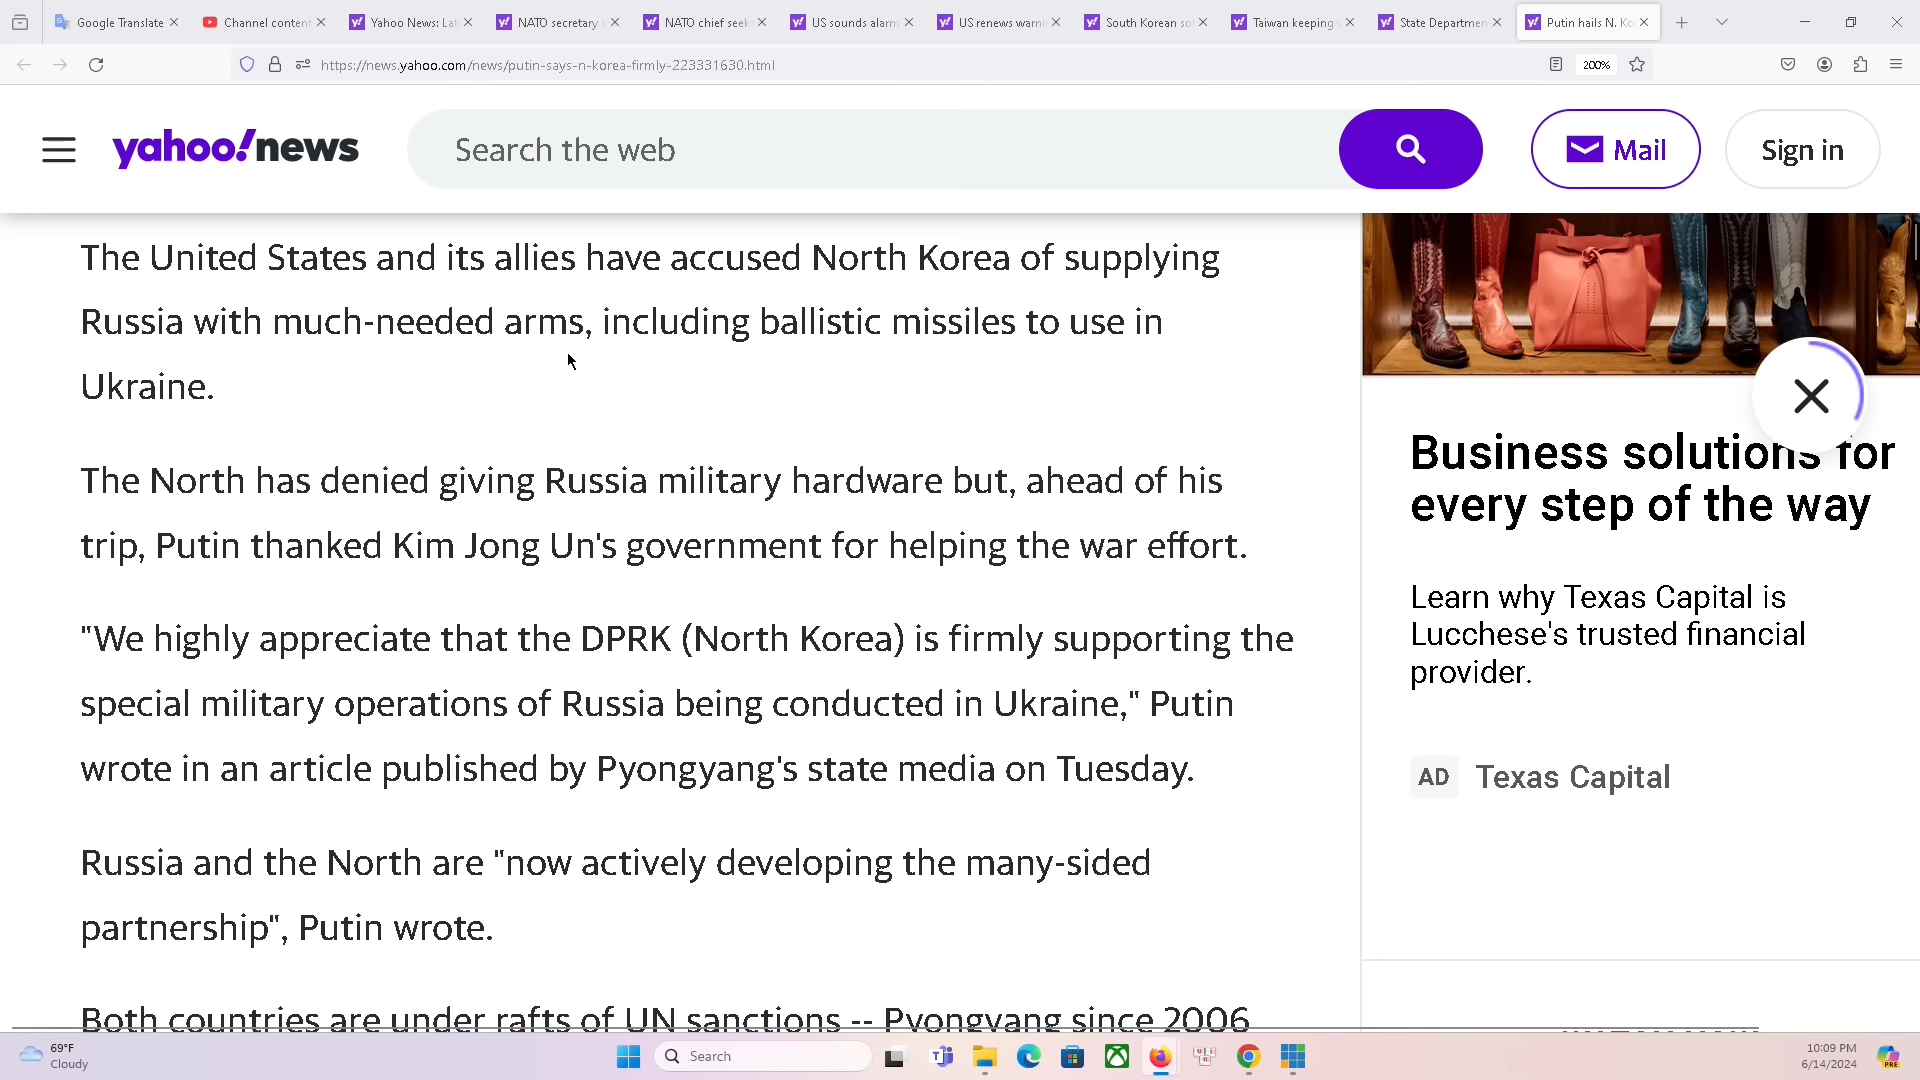 Google Translate
Channel content
Yahoo News: Lat
NATO secretary s
NATO chief seeks
US sounds alarm
US renews warni
South Korean sol
Taiwan keeping w
State Departmen
Putin hails N. Ko
https://news.yahoo.com/news/putin-says-n-korea-firmly-223331630.html
200%
yahoo!news
Search the web
Mail
Sign in
The United States and its allies have accused North Korea of supplying
Russia with much-needed arms, including ballistic missiles to use in
Ukraine.
The North has denied giving Russia military hardware but, ahead of his
trip, Putin thanked Kim Jong Un's government for helping the war effort.
"We highly appreciate that the DPRK (North Korea) is firmly supporting the
special military operations of Russia being conducted in Ukraine," Putin
wrote in an article published by Pyongyang's state media on Tuesday.
Russia and the North are "now actively developing the many-sided
partnership", Putin wrote.
Both countries are under rafts of UN sanctions -- Pyongyang since 2006
Business solutions for
every step of the way
Learn why Texas Capital is
Lucchese's trusted financial
provider.
AD Texas Capital
69°F
Cloudy
Search
10:09 PM
6/14/2024
PRE